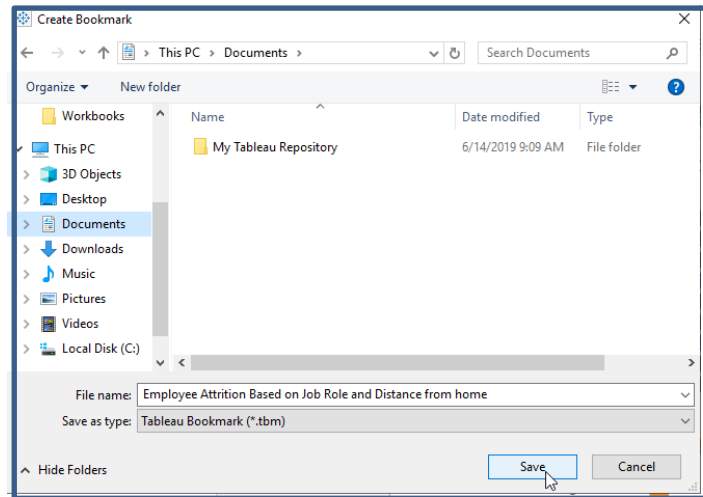 Create Bookmark
This PC > Documents >
Search Documents
Organize
New folder
Name
Date modified
Type
Workbooks
My Tableau Repository
6/14/2019 9:09 AM
File folder
This PC
3D Objects
Desktop
Documents
Downloads
Music
Pictures
Videos
Local Disk (C:)
File name: Employee Attrition Based on Job Role and Distance from home
Save as type: Tableau Bookmark (*.tbm)
Hide Folders
Save
Cancel